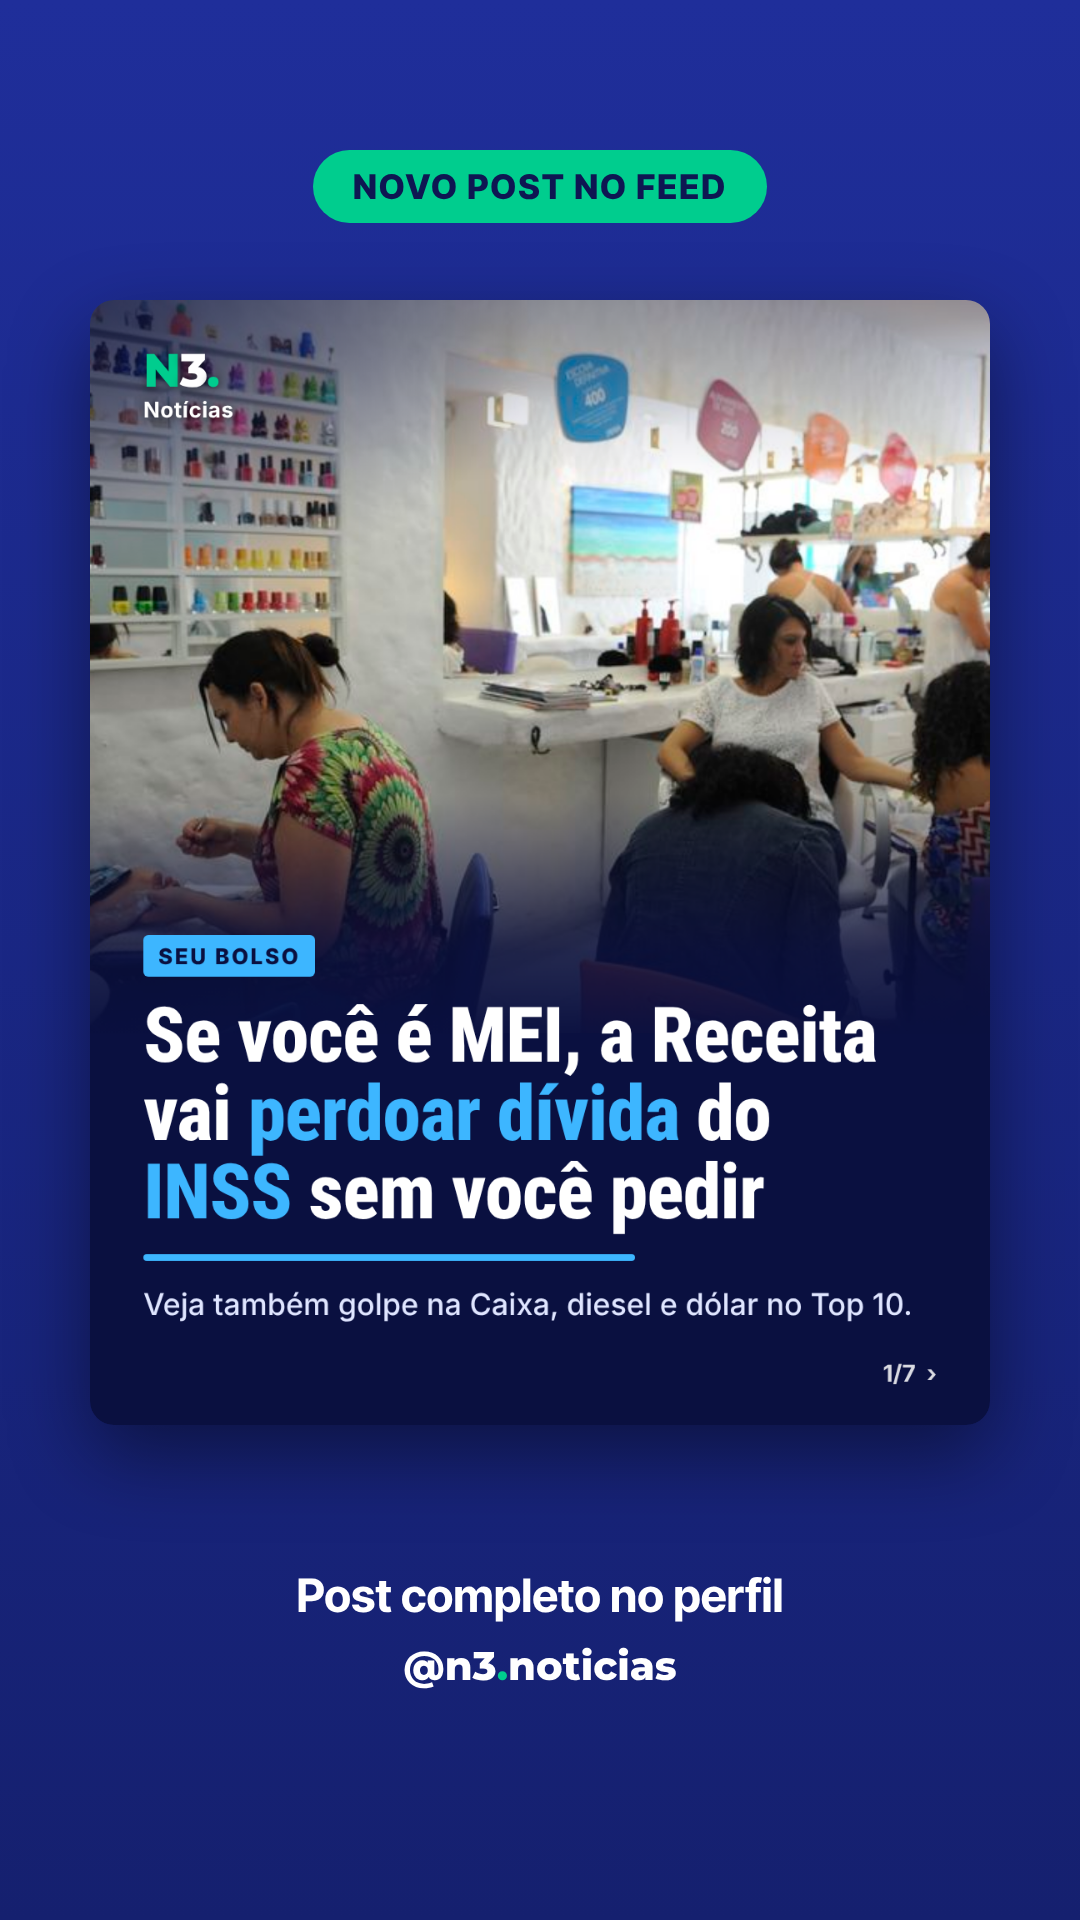 NOVO POST NO FEED
N3.
Notícias
400
200
SEU BOLSO
Se você é MEI, a Receita
vai perdoar dívida do
INSS sem você pedir
Veja também golpe na Caixa, diesel e dólar no Top 10.
1/7 ›
Post completo no perfil
@n3.noticias